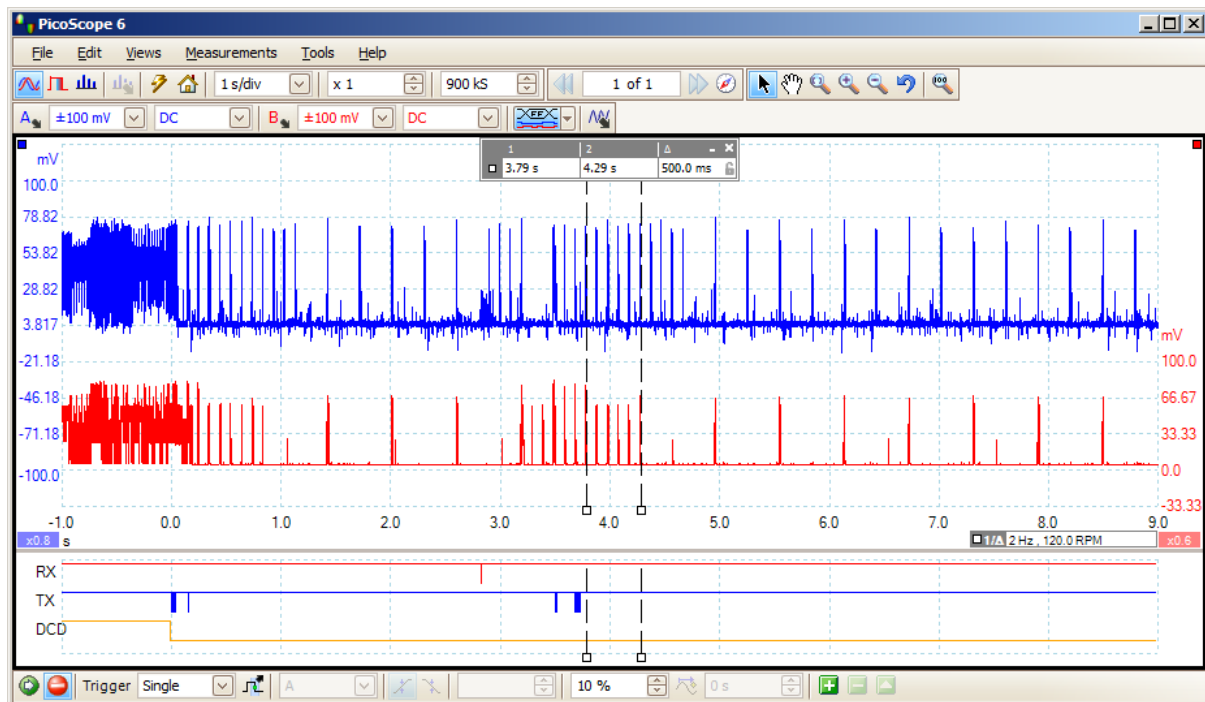 PicoScope 6
File Edit Views Measurements Tools Help
1 s/div x 1 900 kS 1 of 1
A ±100 mV DC B ±100 mV DC
1 2 Δ
3.79 s 4.29 s 500.0 ms
mV
100.0
78.82
53.82
28.82
3.817
-21.18
-46.18
-71.18
-100.0
mV
100.0
66.67
33.33
0.0
-33.33
-1.0 0.0 1.0 2.0 3.0 4.0 5.0 6.0 7.0 8.0 9.0
x0.8 s 1/Δ 2 Hz , 120.0 RPM x0.6
RX
TX
DCD
Trigger Single A 10 % 0 s